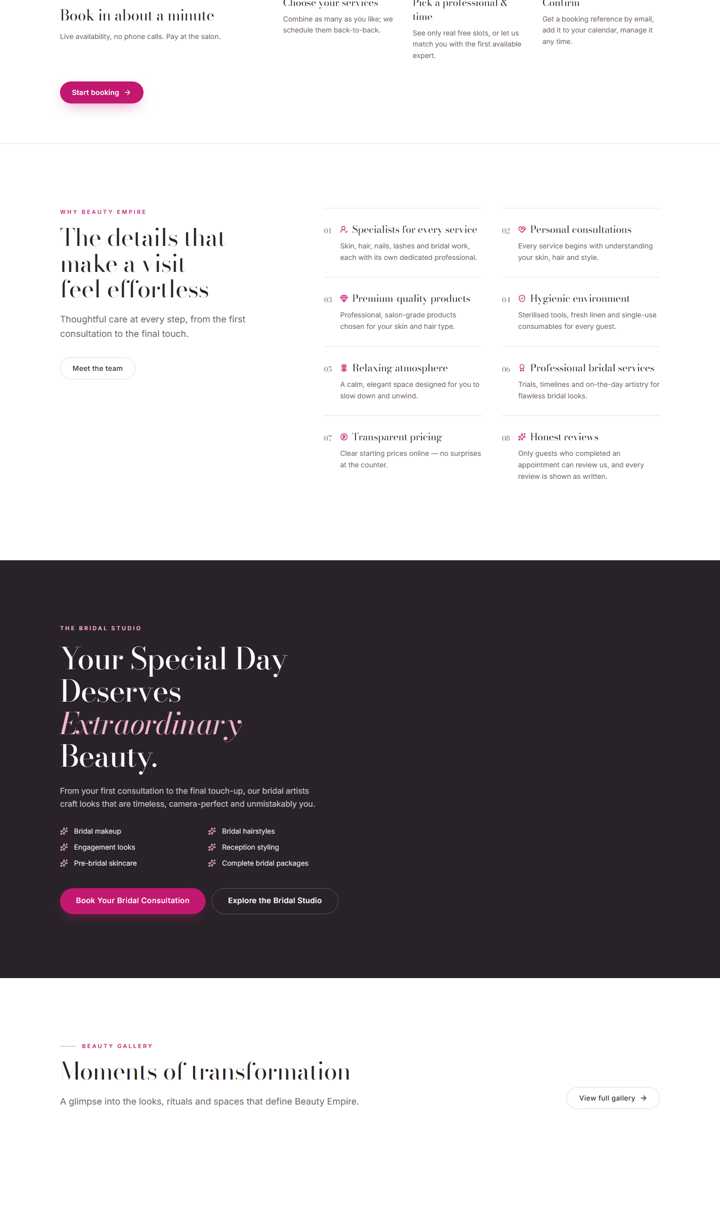 Book in about a minute
Live availability, no phone calls. Pay at the salon.
Choose your services
Combine as many as you like; we
schedule them back-to-back.
Pick a professional &
time
See only real free slots, or let us
match you with the first available
expert.
Confirm
Get a booking reference by email,
add it to your calendar, manage it
any time.
Start booking →
WHY BEAUTY EMPIRE
The details that
make a visit
feel effortless
Thoughtful care at every step, from the first
consultation to the final touch.
Meet the team
01 Specialists for every service
Skin, hair, nails, lashes and bridal work,
each with its own dedicated professional.
02 Personal consultations
Every service begins with understanding
your skin, hair and style.
03 Premium-quality products
Professional, salon-grade products
chosen for your skin and hair type.
04 Hygienic environment
Sterilised tools, fresh linen and single-use
consumables for every guest.
05 Relaxing atmosphere
A calm, elegant space designed for you to
slow down and unwind.
06 Professional bridal services
Trials, timelines and on-the-day artistry for
flawless bridal looks.
07 Transparent pricing
Clear starting prices online — no surprises
at the counter.
08 Honest reviews
Only guests who completed an
appointment can review us, and every
review is shown as written.
THE BRIDAL STUDIO
Your Special Day
Deserves
Extraordinary
Beauty.
From your first consultation to the final touch-up, our bridal artists
craft looks that are timeless, camera-perfect and unmistakably you.
Bridal makeup
Bridal hairstyles
Engagement looks
Reception styling
Pre-bridal skincare
Complete bridal packages
Book Your Bridal Consultation
Explore the Bridal Studio
BEAUTY GALLERY
Moments of transformation
A glimpse into the looks, rituals and spaces that define Beauty Empire.
View full gallery →